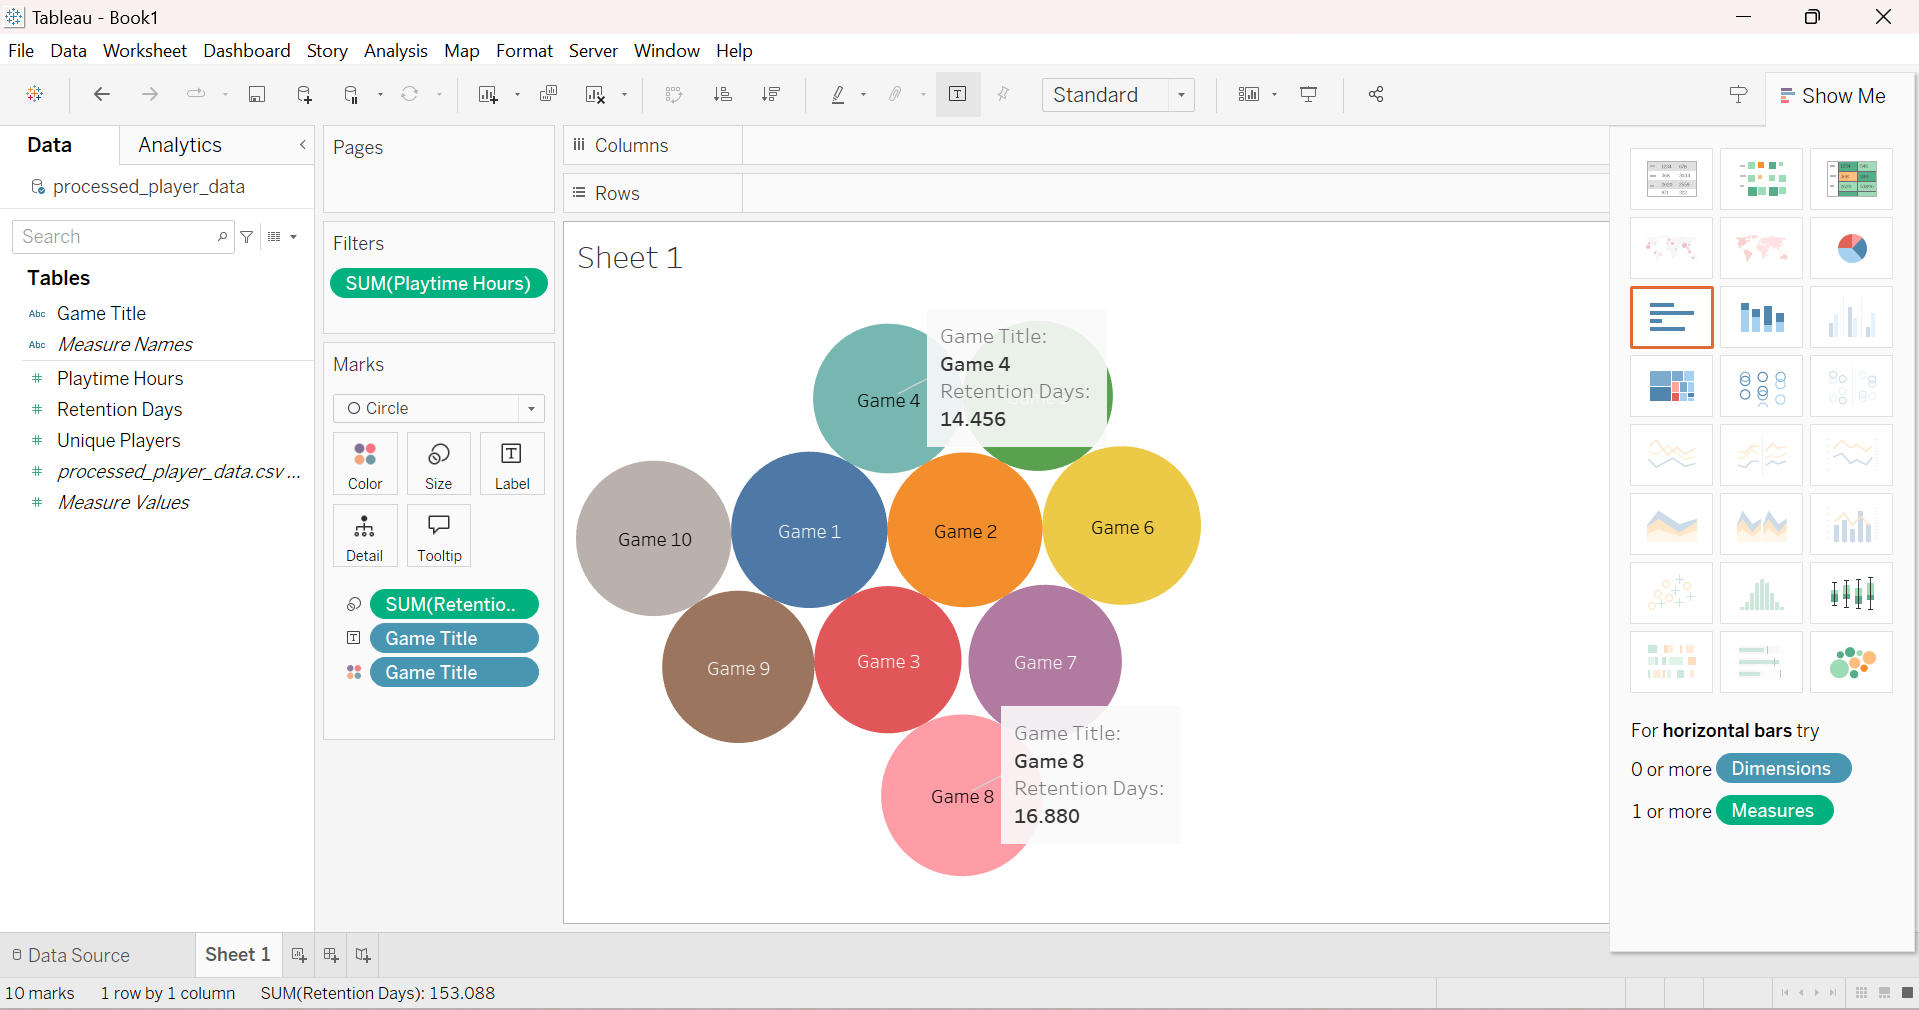 Tableau - Book1
File Data Worksheet Dashboard Story Analysis Map Format Server Window Help
Standard
Show Me
Data Analytics
processed_player_data
Search
Tables
Abc Game Title
Abc Measure Names
# Playtime Hours
# Retention Days
# Unique Players
# processed_player_data.csv ...
# Measure Values
Pages
Filters
SUM(Playtime Hours)
Marks
Circle
Color Size Label
Detail Tooltip
SUM(Retentio..
Game Title
Game Title
Columns
Rows
Sheet 1
Game Title:
Game 4
Retention Days:
14.456
Game 4
Game 10
Game 1
Game 2
Game 6
Game 9
Game 3
Game 7
Game 8
Game Title:
Game 8
Retention Days:
16.880
For horizontal bars try
0 or more Dimensions
1 or more Measures
Data Source
Sheet 1
10 marks 1 row by 1 column SUM(Retention Days): 153.088